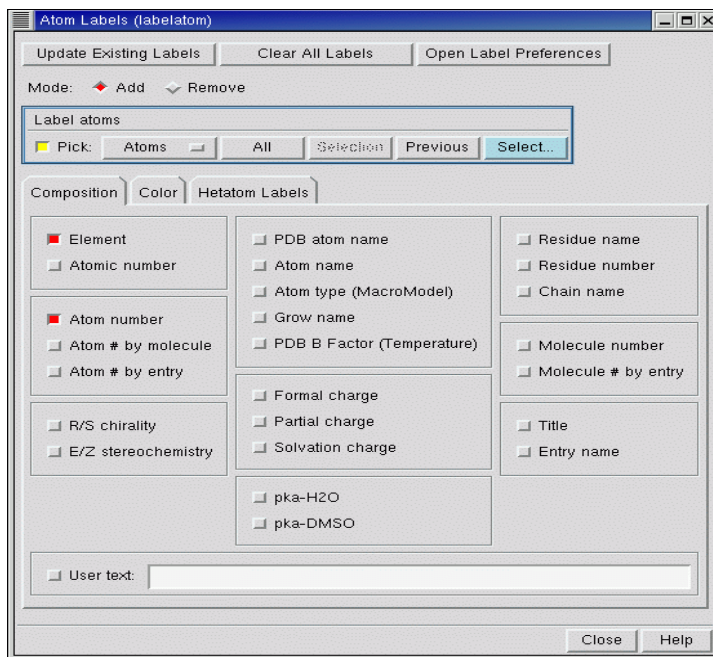 Atom Labels (labelatom)
Update Existing Labels Clear All Labels Open Label Preferences
Mode: Add Remove
Label atoms
Pick: Atoms All Selection Previous Select...
Composition Color Hetatom Labels
Element
Atomic number
Atom number
Atom # by molecule
Atom # by entry
R/S chirality
E/Z stereochemistry
PDB atom name
Atom name
Atom type (MacroModel)
Grow name
PDB B Factor (Temperature)
Formal charge
Partial charge
Solvation charge
pka-H2O
pka-DMSO
Residue name
Residue number
Chain name
Molecule number
Molecule # by entry
Title
Entry name
User text:
Close Help